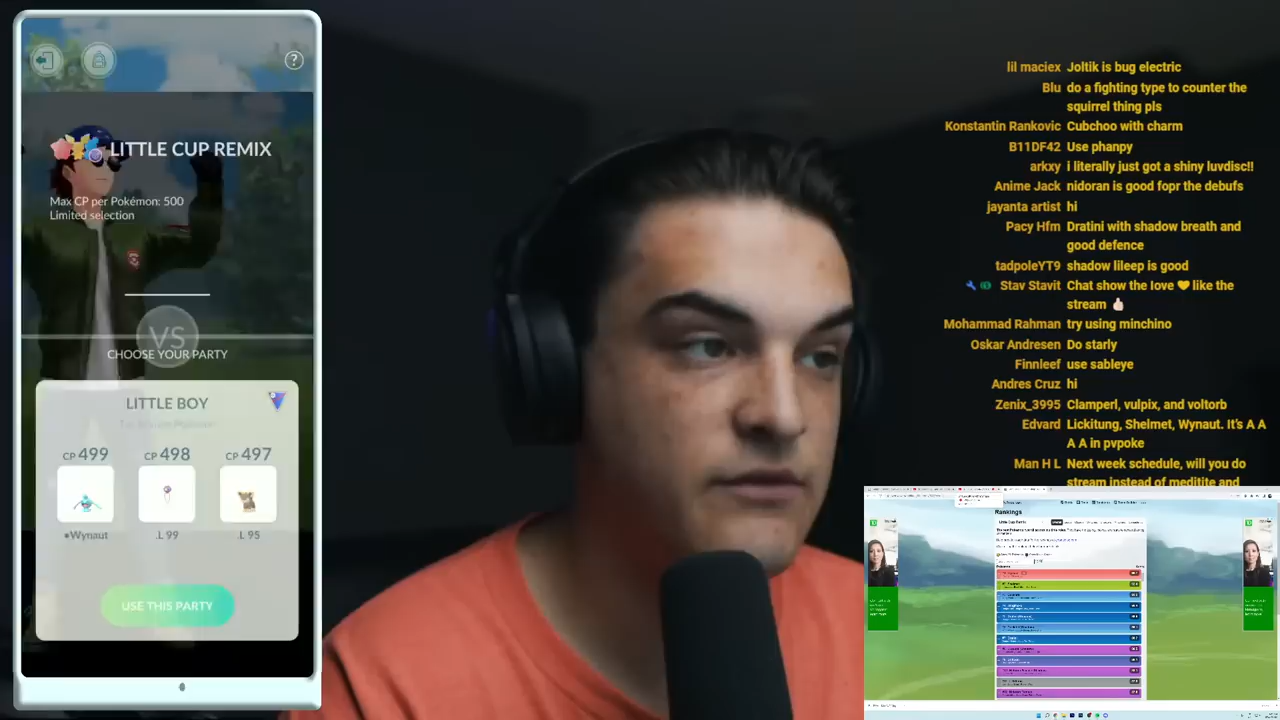 ?
LITTLE CUP REMIX
Max CP per Pokémon: 500
Limited selection
VS
CHOOSE YOUR PARTY
LITTLE BOY
CP 499
CP 498
CP 497
Wynaut
L 99
L 95
USE THIS PARTY
lil maciex Joltik is bug electric
Blu do a fighting type to counter the
squirrel thing pls
Konstantin Rankovic Cubchoo with charm
B11DF42 Use phanpy
arkxy i literally just got a shiny luvdisc!!
Anime Jack nidoran is good fopr the debufs
jayanta artist hi
Pacy Hfm Dratini with shadow breath and
good defence
tadpoleYT9 shadow lileep is good
Stav Stavit Chat show the love 🧡 like the
stream 👍🏻
Mohammad Rahman try using minchino
Oskar Andresen Do starly
Finnleef use sableye
Andres Cruz hi
Zenix_3995 Clamperl, vulpix, and voltorb
Edvard Lickitung, Shelmet, Wynaut. It's A A
A A in pvpoke
Man H L Next week schedule, will you do
stream instead of meditite and
Rankings
Little Cup Remix